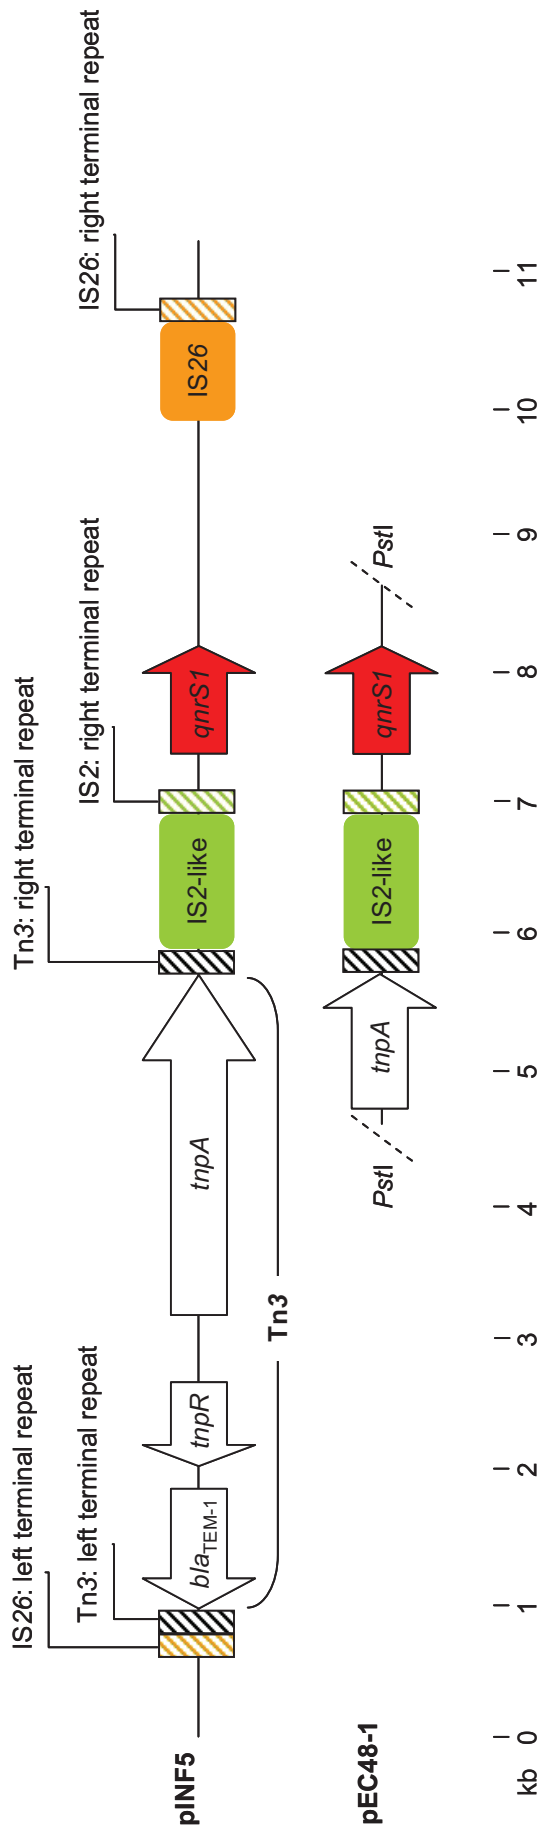 IS26: left terminal repeat
Tn3: left terminal repeat
Tn3: right terminal repeat
IS2: right terminal repeat
IS26: right terminal repeat
pINF5
blaTEM-1
tnpR
tnpA
IS2-like
qnrS1
IS26
Tn3
pEC48-1
PstI
tnpA
IS2-like
qnrS1
PstI
kb 0 1 2 3 4 5 6 7 8 9 10 11